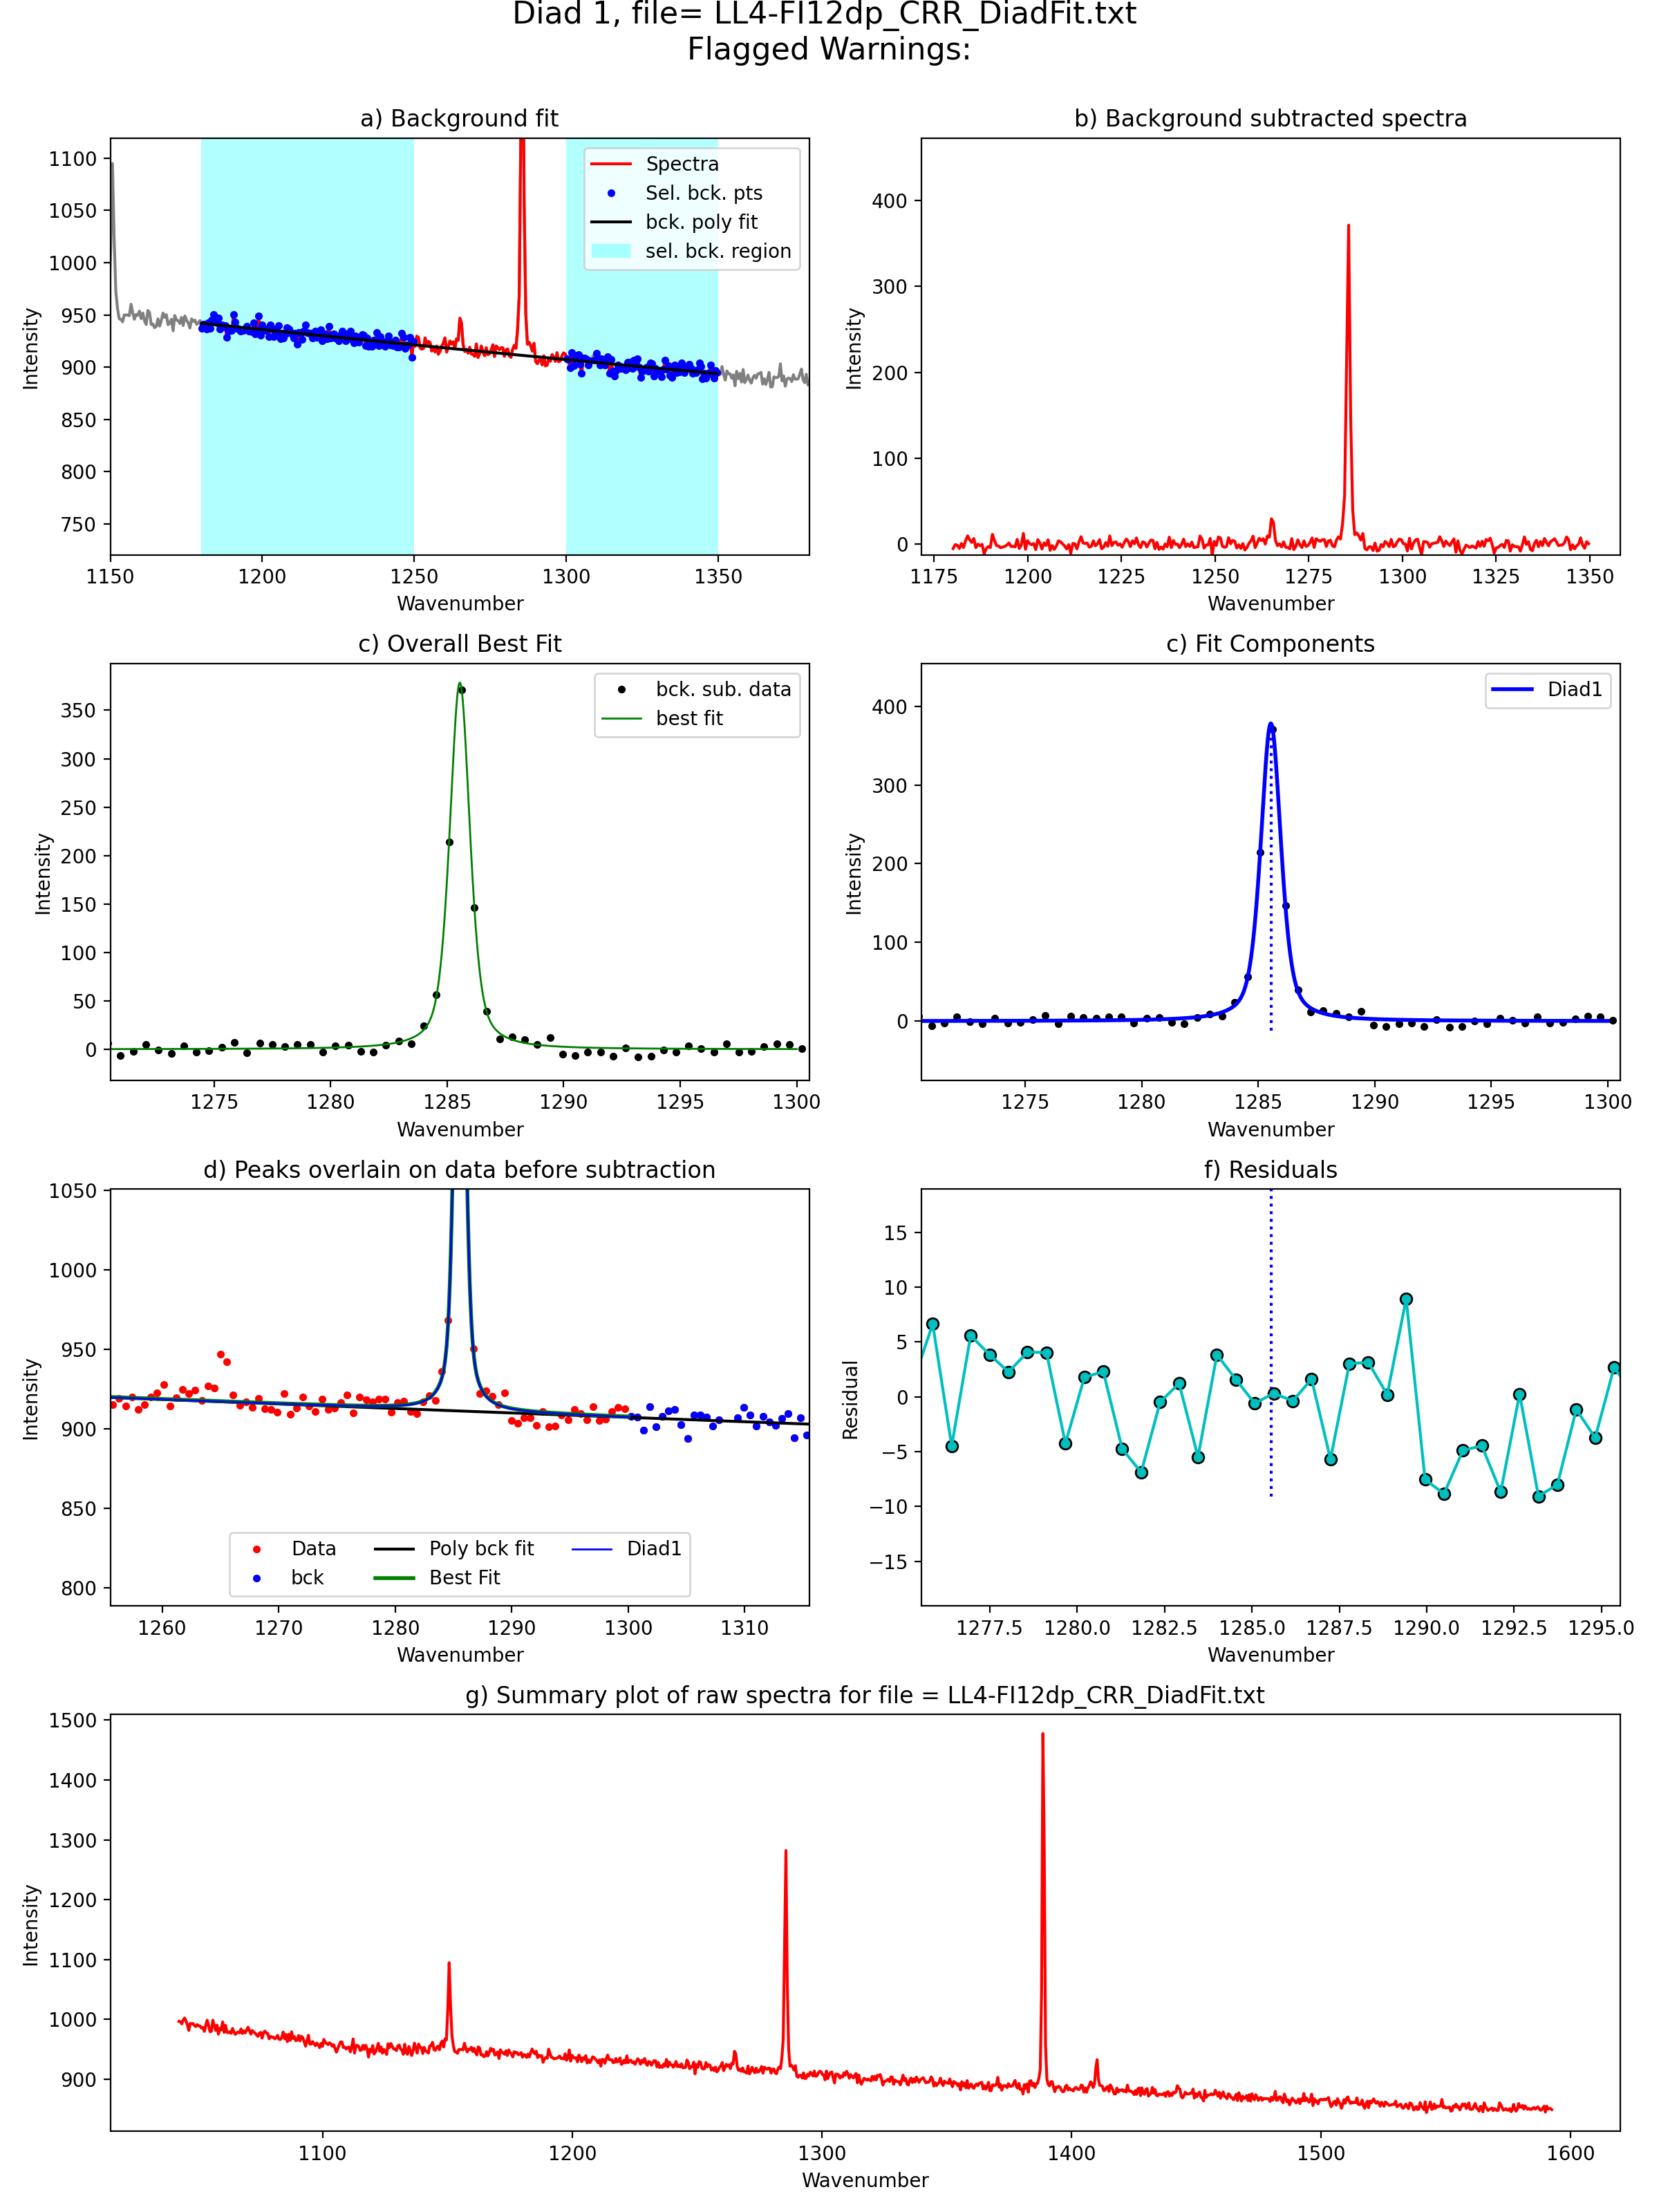 Diad 1, file= LL4-FI12dp_CRR_DiadFit.txt
Flagged Warnings:
a) Background fit
1100
1050
1000
950
900
850
800
750
Intensity
Spectra
Sel. bck. pts
bck. poly fit
sel. bck. region
1150 1200 1250 1300 1350
Wavenumber
b) Background subtracted spectra
400
300
200
100
0
Intensity
1175 1200 1225 1250 1275 1300 1325 1350
Wavenumber
c) Overall Best Fit
350
300
250
200
150
100
50
0
Intensity
bck. sub. data
best fit
1275 1280 1285 1290 1295 1300
Wavenumber
c) Fit Components
400
300
200
100
0
Intensity
Diad1
1275 1280 1285 1290 1295 1300
Wavenumber
d) Peaks overlain on data before subtraction
1050
1000
950
900
850
800
Intensity
Data Poly bck fit Diad1
bck Best Fit
1260 1270 1280 1290 1300 1310
Wavenumber
f) Residuals
15
10
5
0
−5
−10
−15
Residual
1277.5 1280.0 1282.5 1285.0 1287.5 1290.0 1292.5 1295.0
Wavenumber
g) Summary plot of raw spectra for file = LL4-FI12dp_CRR_DiadFit.txt
1500
1400
1300
1200
1100
1000
900
Intensity
1100 1200 1300 1400 1500 1600
Wavenumber